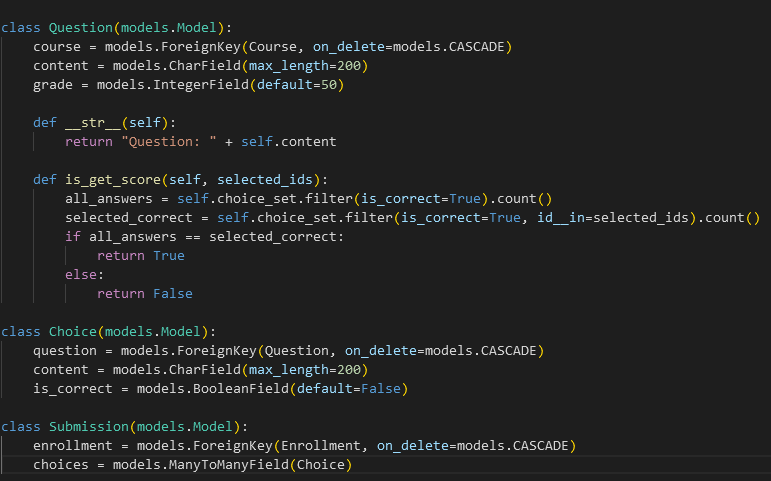 class Question(models.Model):
    course = models.ForeignKey(Course, on_delete=models.CASCADE)
    content = models.CharField(max_length=200)
    grade = models.IntegerField(default=50)

    def __str__(self):
        return "Question: " + self.content

    def is_get_score(self, selected_ids):
        all_answers = self.choice_set.filter(is_correct=True).count()
        selected_correct = self.choice_set.filter(is_correct=True, id__in=selected_ids).count()
        if all_answers == selected_correct:
            return True
        else:
            return False

class Choice(models.Model):
    question = models.ForeignKey(Question, on_delete=models.CASCADE)
    content = models.CharField(max_length=200)
    is_correct = models.BooleanField(default=False)

class Submission(models.Model):
    enrollment = models.ForeignKey(Enrollment, on_delete=models.CASCADE)
    choices = models.ManyToManyField(Choice)